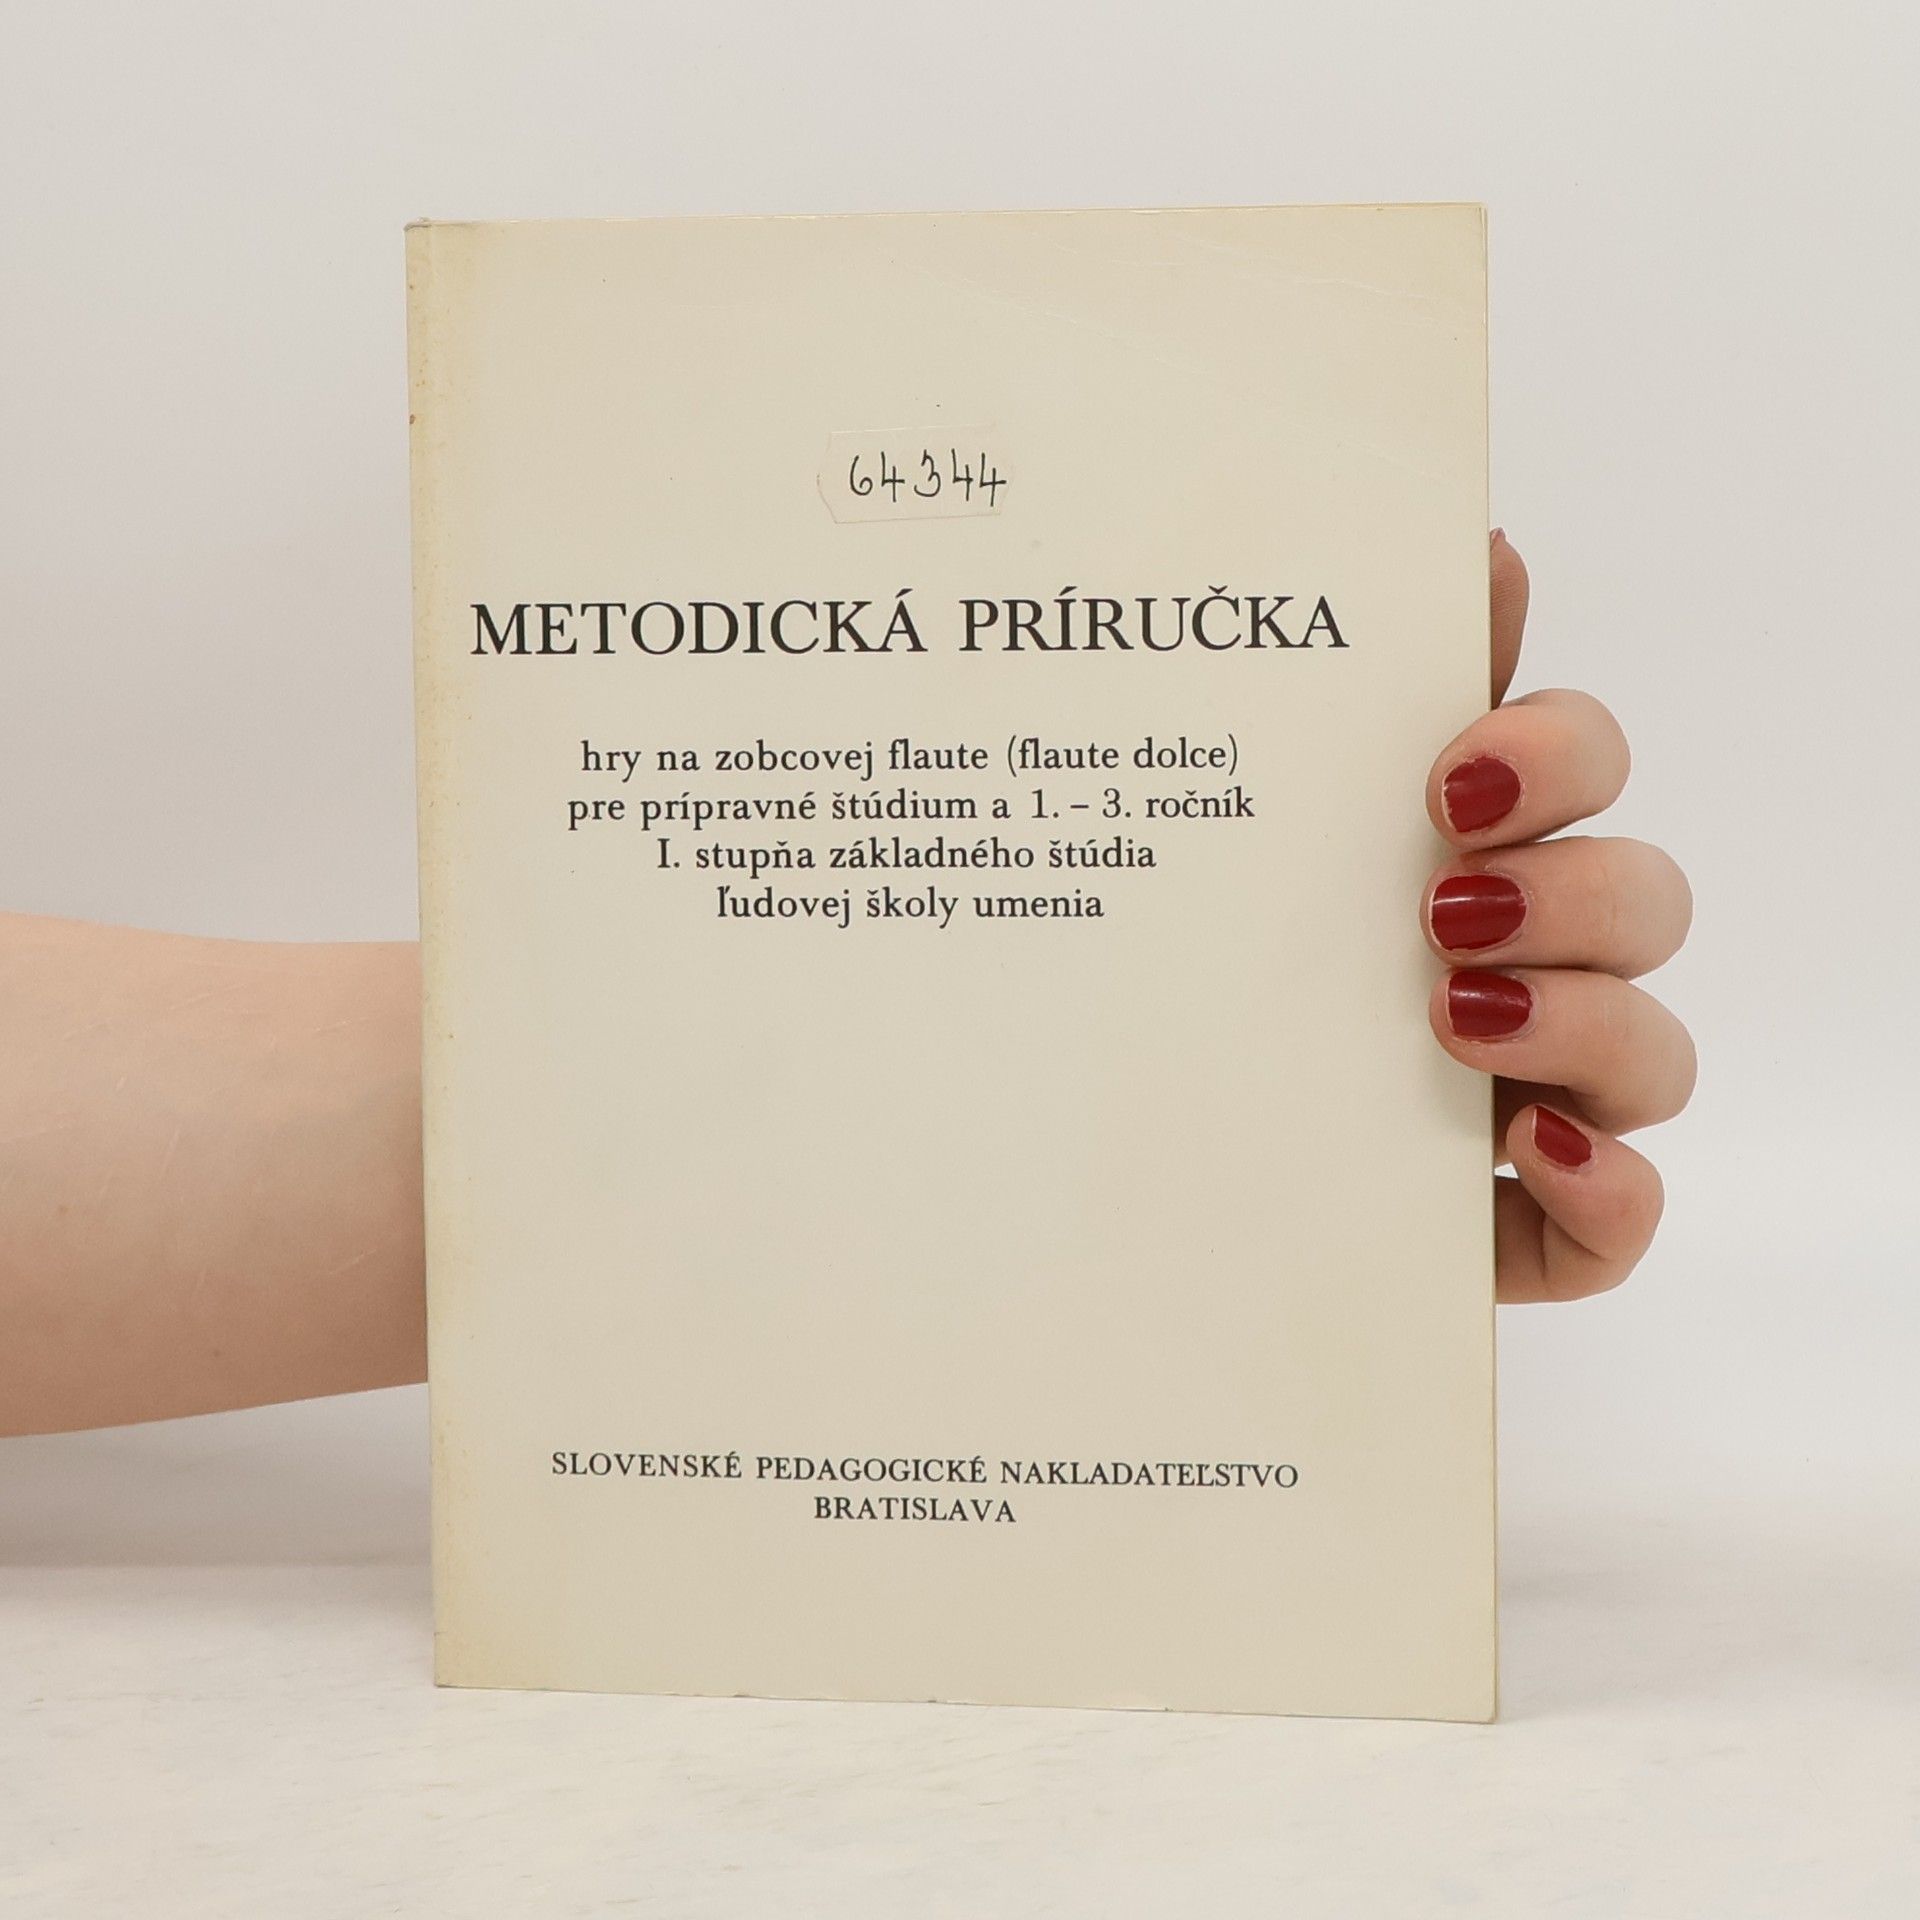 64344
METODICKÁ PRÍRUČKA
hry na zobcovej flaute (flaute dolce)
pre prípravné štúdium a 1. – 3. ročník
I. stupňa základného štúdia
ľudovej školy umenia
SLOVENSKÉ PEDAGOGICKÉ NAKLADATEĽSTVO
BRATISLAVA